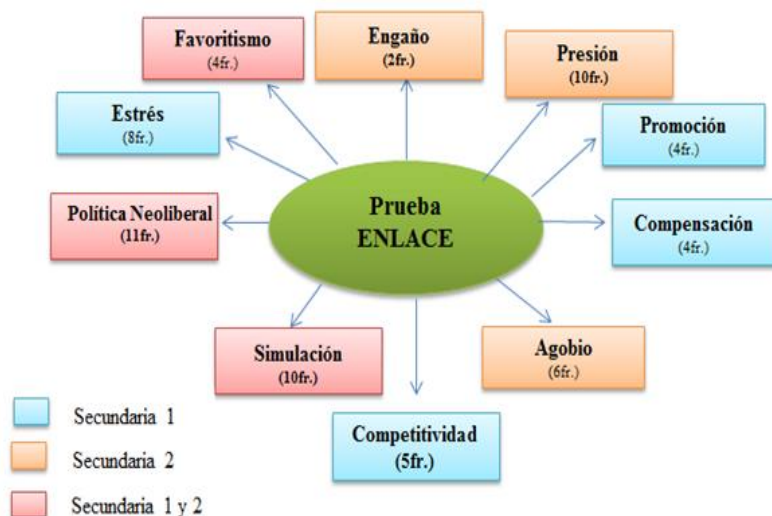 Favoritismo
(4fr.)
Engaño
(2fr.)
Presión
(10fr.)
Estrés
(8fr.)
Promoción
(4fr.)
Política Neoliberal
(11fr.)
Prueba
ENLACE
Compensación
(4fr.)
Simulación
(10fr.)
Agobio
(6fr.)
Competitividad
(5fr.)
Secundaria 1
Secundaria 2
Secundaria 1 y 2